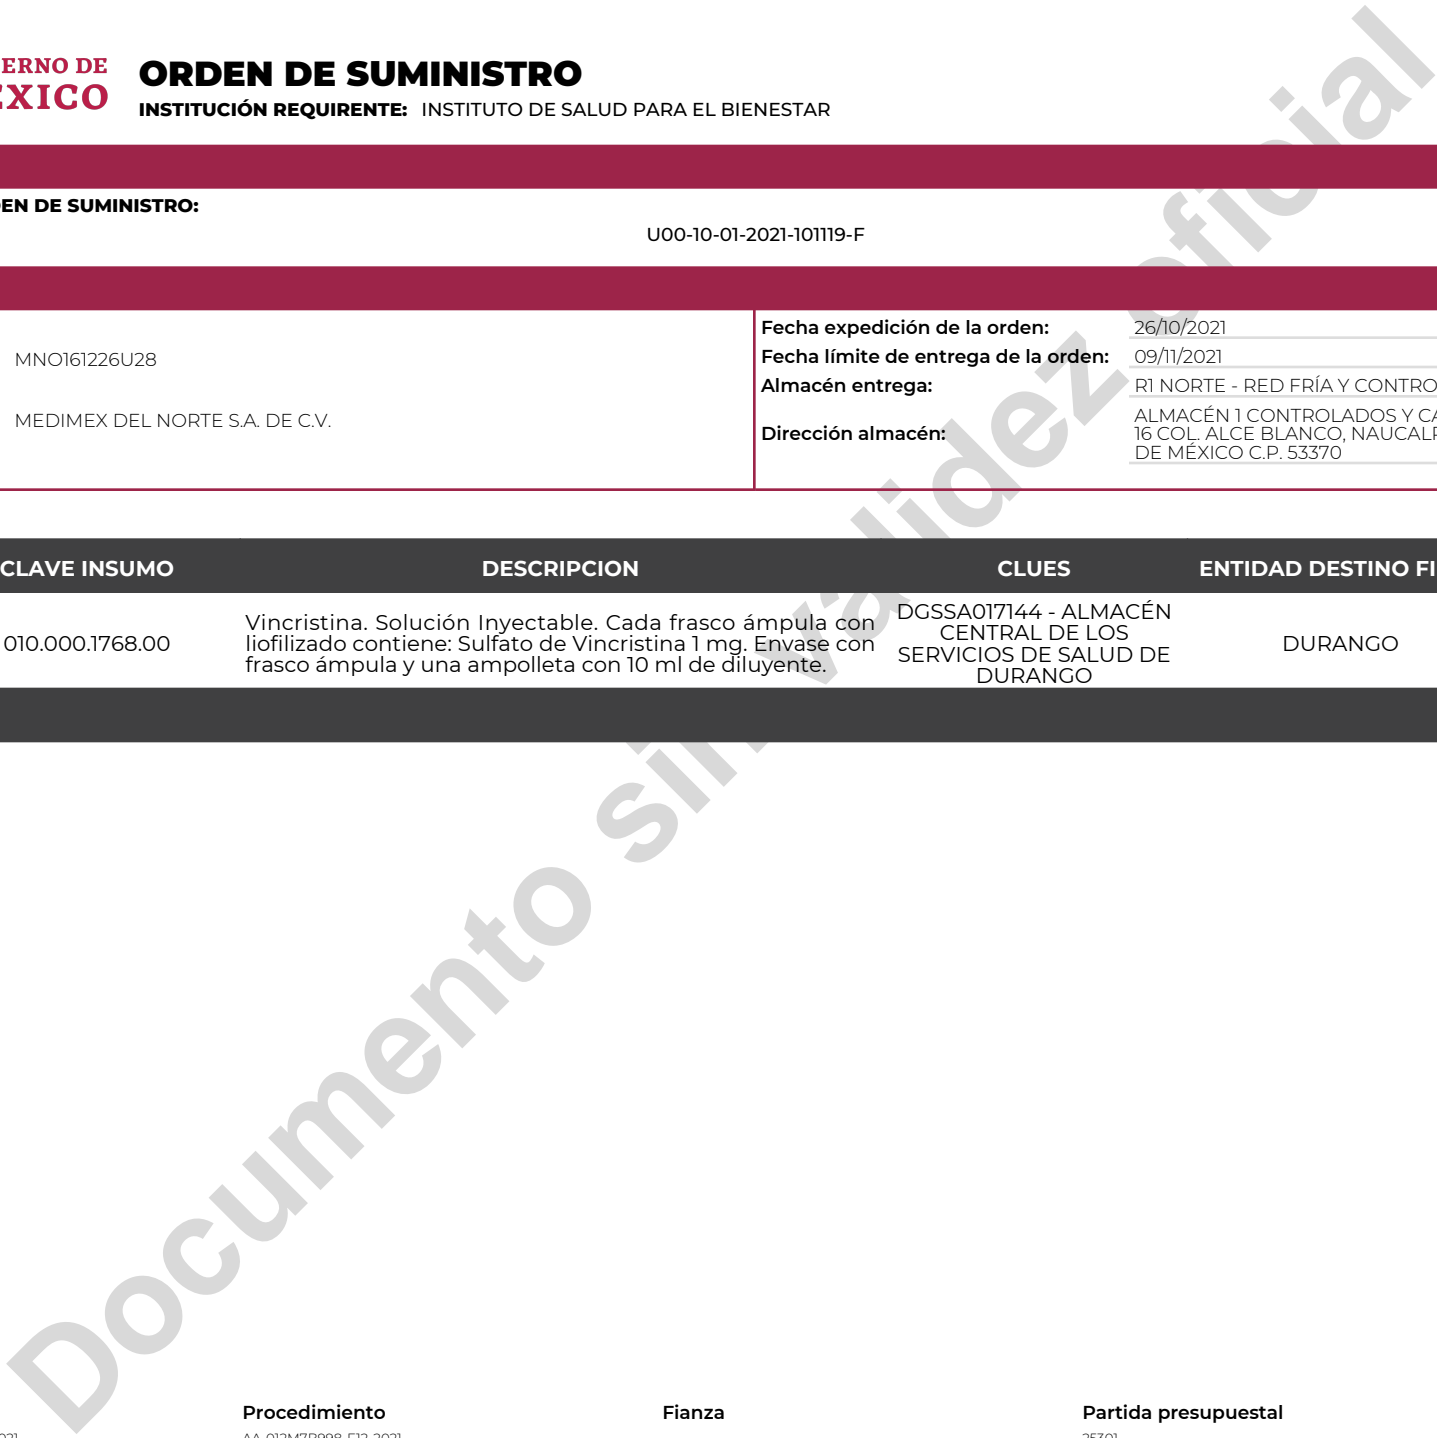 ERNO DE
ÉXICO
ORDEN DE SUMINISTRO
INSTITUCIÓN REQUIRENTE: INSTITUTO DE SALUD PARA EL BIENESTAR
EN DE SUMINISTRO:
U00-10-01-2021-101119-F
MNO161226U28
MEDIMEX DEL NORTE S.A. DE C.V.
Fecha expedición de la orden: 26/10/2021
Fecha límite de entrega de la orden: 09/11/2021
Almacén entrega: R1 NORTE - RED FRÍA Y CONTRO
Dirección almacén:
ALMACÉN 1 CONTROLADOS Y CA
16 COL. ALCE BLANCO, NAUCALP
DE MÉXICO C.P. 53370
CLAVE INSUMO DESCRIPCION CLUES ENTIDAD DESTINO FI
010.000.1768.00
Vincristina. Solución Inyectable. Cada frasco ámpula con
liofilizado contiene: Sulfato de Vincristina 1 mg. Envase con
frasco ámpula y una ampolleta con 10 ml de diluyente.
DGSSA017144 - ALMACÉN
CENTRAL DE LOS
SERVICIOS DE SALUD DE
DURANGO
DURANGO
Documento sin validez oficial
Procedimiento Fianza Partida presupuestal